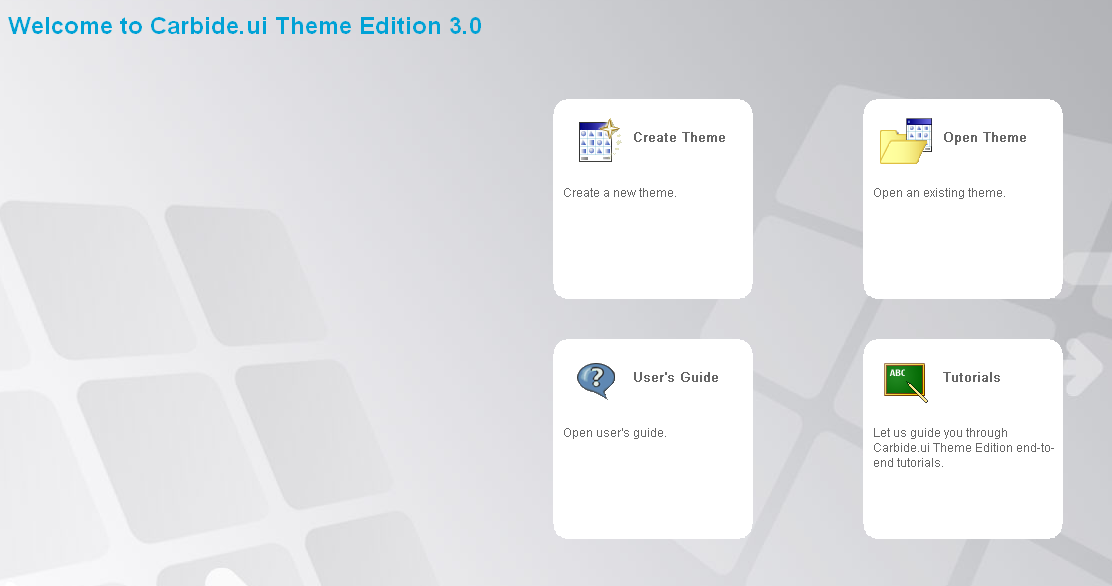 Welcome to Carbide.ui Theme Edition 3.0
Create Theme
Create a new theme.
Open Theme
Open an existing theme.
User's Guide
Open user's guide.
ABC
Tutorials
Let us guide you through
Carbide.ui Theme Edition end-to-
end tutorials.